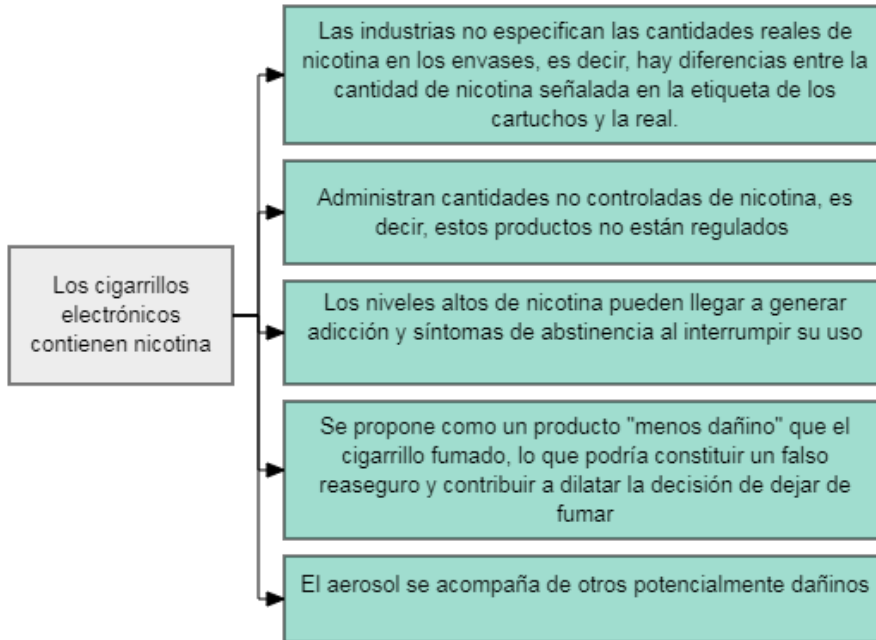 Las industrias no especifican las cantidades reales de
nicotina en los envases, es decir, hay diferencias entre la
cantidad de nicotina señalada en la etiqueta de los
cartuchos y la real.
Administran cantidades no controladas de nicotina, es
decir, estos productos no están regulados
Los cigarrillos
electrónicos
contienen nicotina
Los niveles altos de nicotina pueden llegar a generar
adicción y síntomas de abstinencia al interrumpir su uso
Se propone como un producto "menos dañino" que el
cigarrillo fumado, lo que podría constituir un falso
reaseguro y contribuir a dilatar la decisión de dejar de
fumar
El aerosol se acompaña de otros potencialmente dañinos